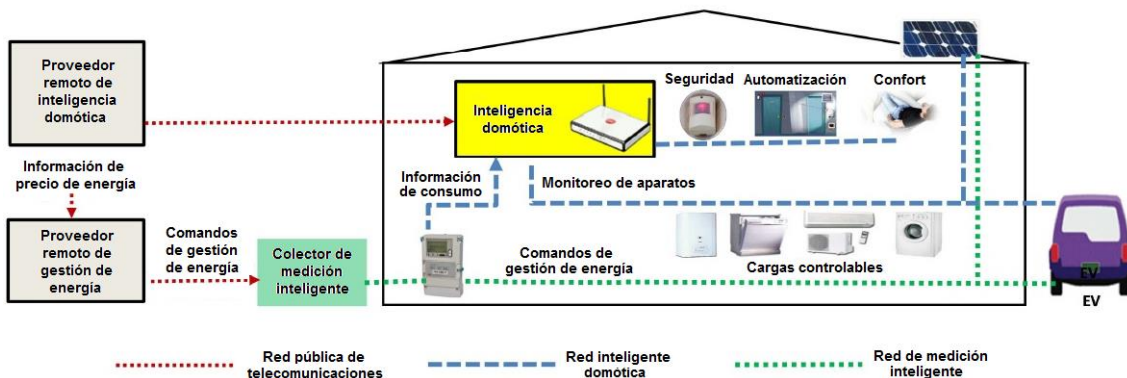 Proveedor
remoto de
inteligencia
domótica
Información de
precio de energía
Proveedor
remoto de
gestión de
energía
Comandos
de gestión
de energía
Colector de
medición
inteligente
Inteligencia
domótica
Seguridad
Automatización
Confort
Información
de consumo
Monitoreo de aparatos
Comandos de
gestión de energía
Cargas controlables
EV
EV
Red pública de
telecomunicaciones
Red inteligente
domótica
Red de medición
inteligente